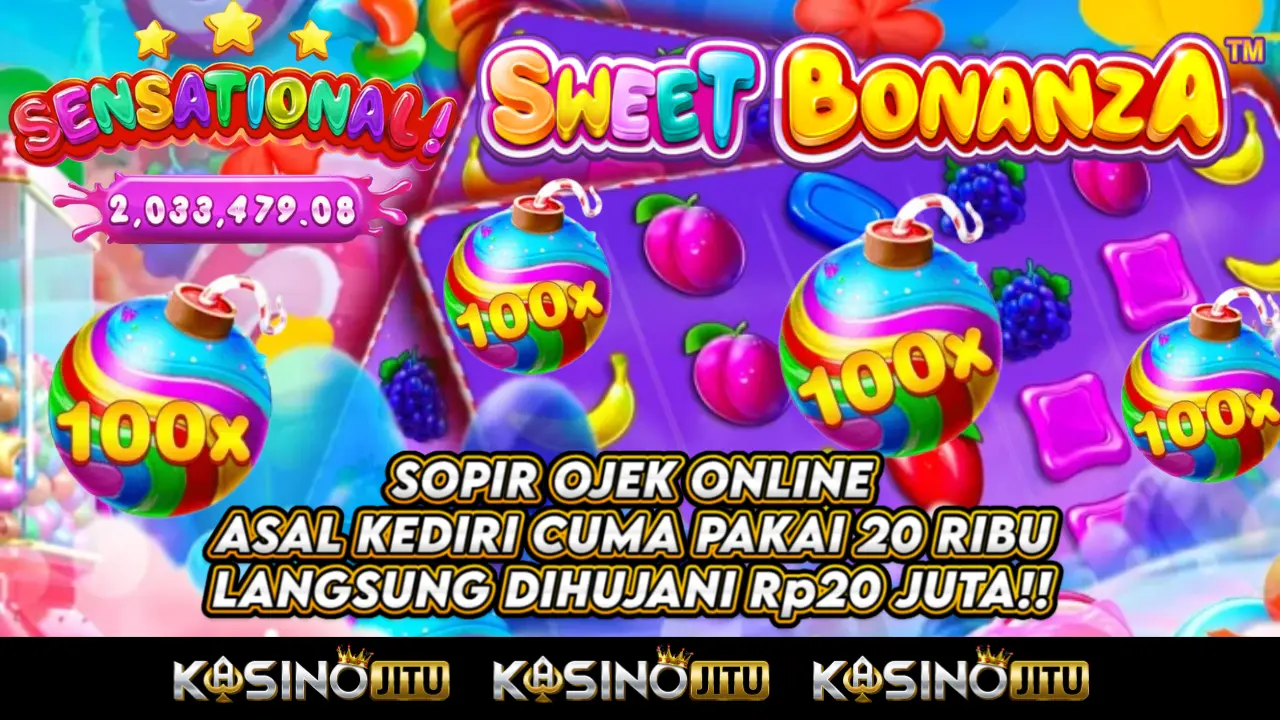 SENSATIONAL!
2,033,479.08
SWEET BONANZA™
100x
100x
100x
100x
SOPIR OJEK ONLINE
ASAL KEDIRI CUMA PAKAI 20 RIBU
LANGSUNG DIHUJANI Rp20 JUTA!!
KASINOJITU KASINOJITU KASINOJITU